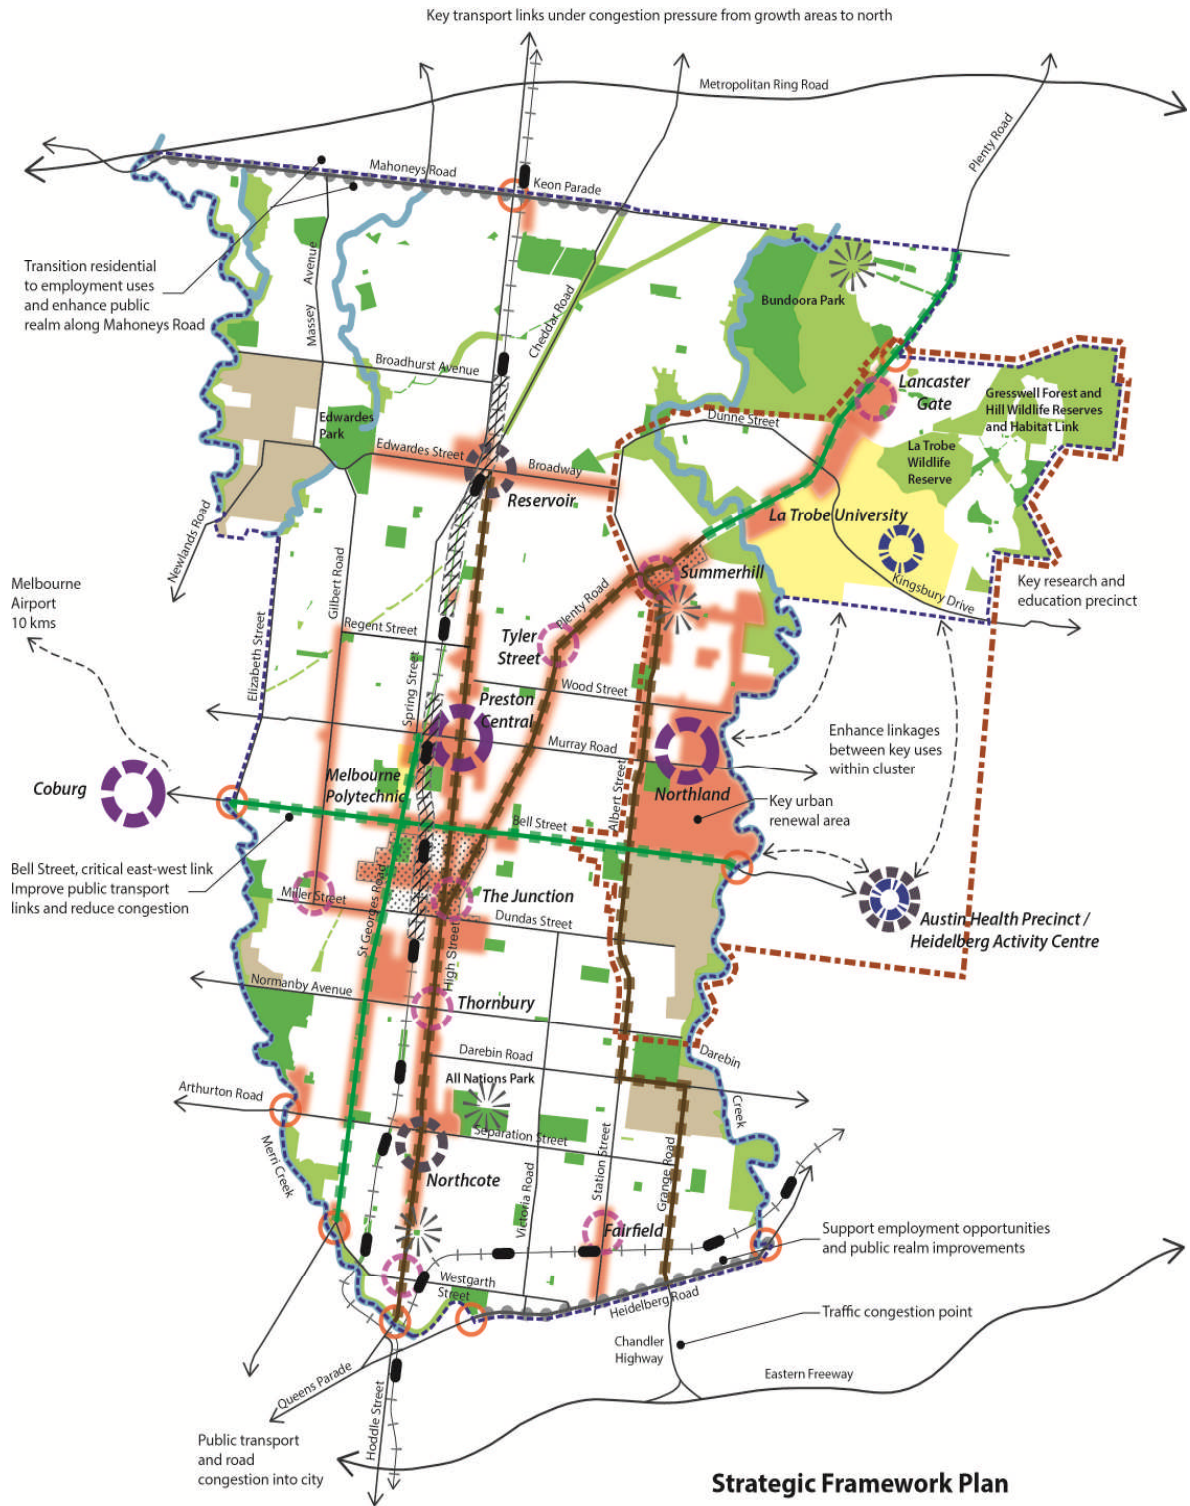 Key transport links under congestion pressure from growth areas to north
Metropolitan Ring Road
Plenty Road
Mahoneys Road
Keon Parade
Transition residential
to employment uses
and enhance public
realm along Mahoneys Road
Massey Avenue
Cheddar Road
Bundoora Park
Broadhurst Avenue
Lancaster
Gate
Gresswell Forest and
Hill Wildlife Reserves
and Habitat Link
Edwardes
Park
Dunne Street
La Trobe
Wildlife
Reserve
Edwardes Street
Broadway
Reservoir
La Trobe University
Newlands Road
Gilbert Road
Summerhill
Kingsbury Drive
Key research and
education precinct
Melbourne
Airport
10 kms
Plenty Road
Elizabeth Street
Regent Street
Tyler
Street
Spring Street
Wood Street
Preston
Central
Murray Road
Enhance linkages
between key uses
within cluster
Coburg
Melbourne
Polytechnic
Albert Street
Northland
Key urban
renewal area
Bell Street
Bell Street, critical east-west link
Improve public transport
links and reduce congestion
Miller Street
St Georges Road
The Junction
Dundas Street
Austin Health Precinct /
Heidelberg Activity Centre
High Street
Normanby Avenue
Thornbury
Darebin Road
Darebin
Creek
All Nations Park
Arthurton Road
Separation Street
Merri Creek
Northcote
Victoria Road
Station Street
Grange Road
Fairfield
Support employment opportunities
and public realm improvements
Westgarth
Street
Heidelberg Road
Traffic congestion point
Chandler
Highway
Queens Parade
Hoddle Street
Eastern Freeway
Public transport
and road
congestion into city
Strategic Framework Plan